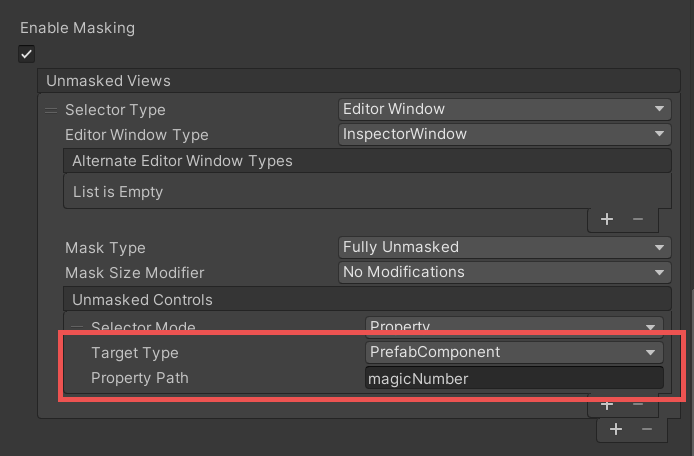 Enable Masking
Unmasked Views
Selector Type Editor Window
Editor Window Type InspectorWindow
Alternate Editor Window Types
List is Empty
Mask Type Fully Unmasked
Mask Size Modifier No Modifications
Unmasked Controls
Selector Mode Property
Target Type PrefabComponent
Property Path magicNumber